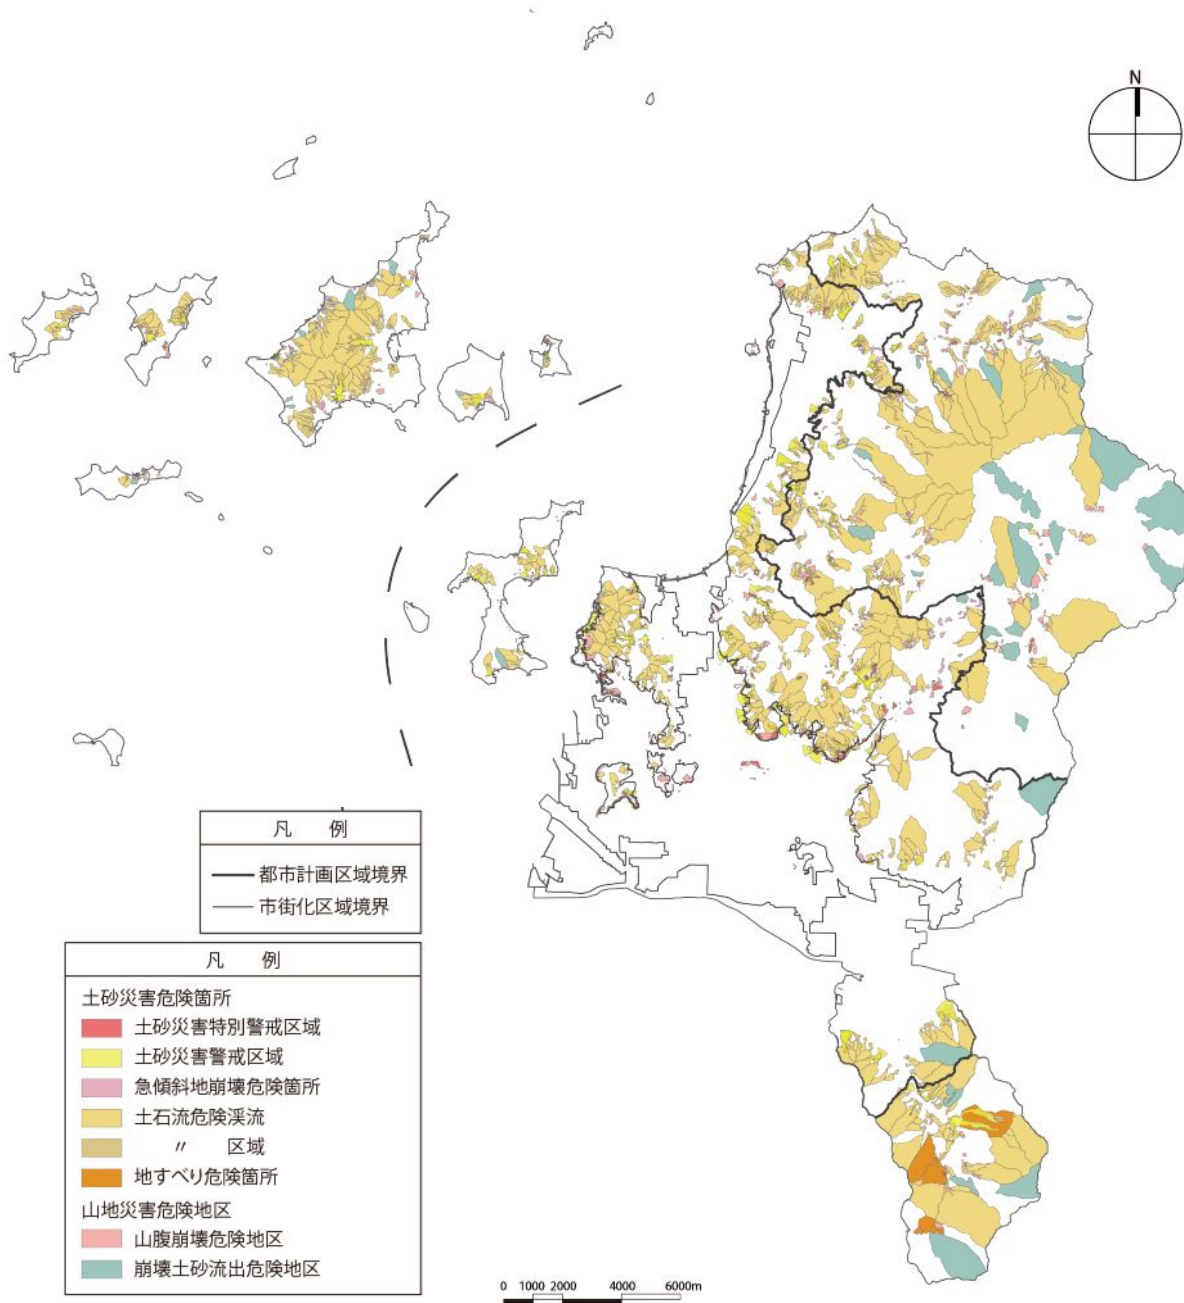 N
凡 例
都市計画区域境界
市街化区域境界
凡 例
土砂災害危険箇所
土砂災害特別警戒区域
土砂災害警戒区域
急傾斜地崩壊危険箇所
土石流危険渓流
〃 区域
地すべり危険箇所
山地災害危険地区
山腹崩壊危険地区
崩壊土砂流出危険地区
0 1000 2000 4000 6000m